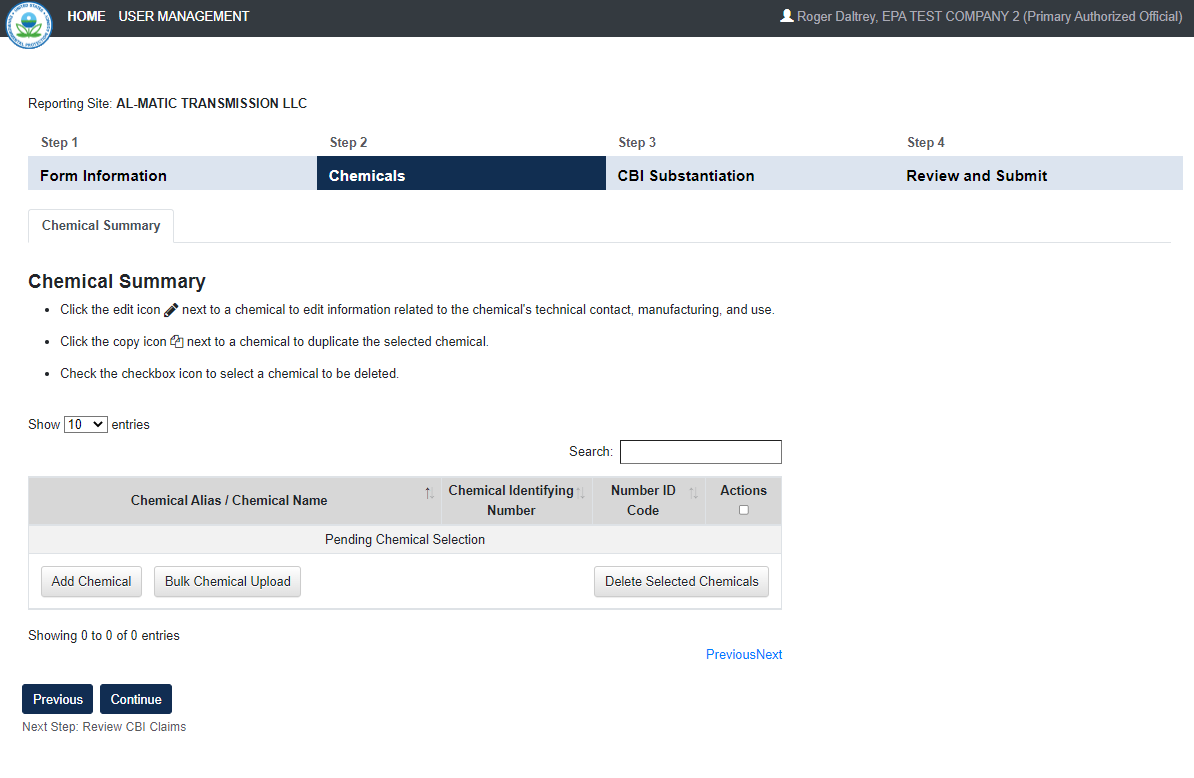 HOME USER MANAGEMENT Roger Daltrey, EPA TEST COMPANY 2 (Primary Authorized Official)
Reporting Site: AL-MATIC TRANSMISSION LLC
Step 1 Step 2 Step 3 Step 4
Form Information Chemicals CBI Substantiation Review and Submit
Chemical Summary
Chemical Summary
• Click the edit icon next to a chemical to edit information related to the chemical's technical contact, manufacturing, and use.
• Click the copy icon next to a chemical to duplicate the selected chemical.
• Check the checkbox icon to select a chemical to be deleted.
Show 10 entries
Search:
Chemical Alias / Chemical Name Chemical Identifying Number Number ID Code Actions
Pending Chemical Selection
Add Chemical Bulk Chemical Upload Delete Selected Chemicals
Showing 0 to 0 of 0 entries
PreviousNext
Previous Continue
Next Step: Review CBI Claims